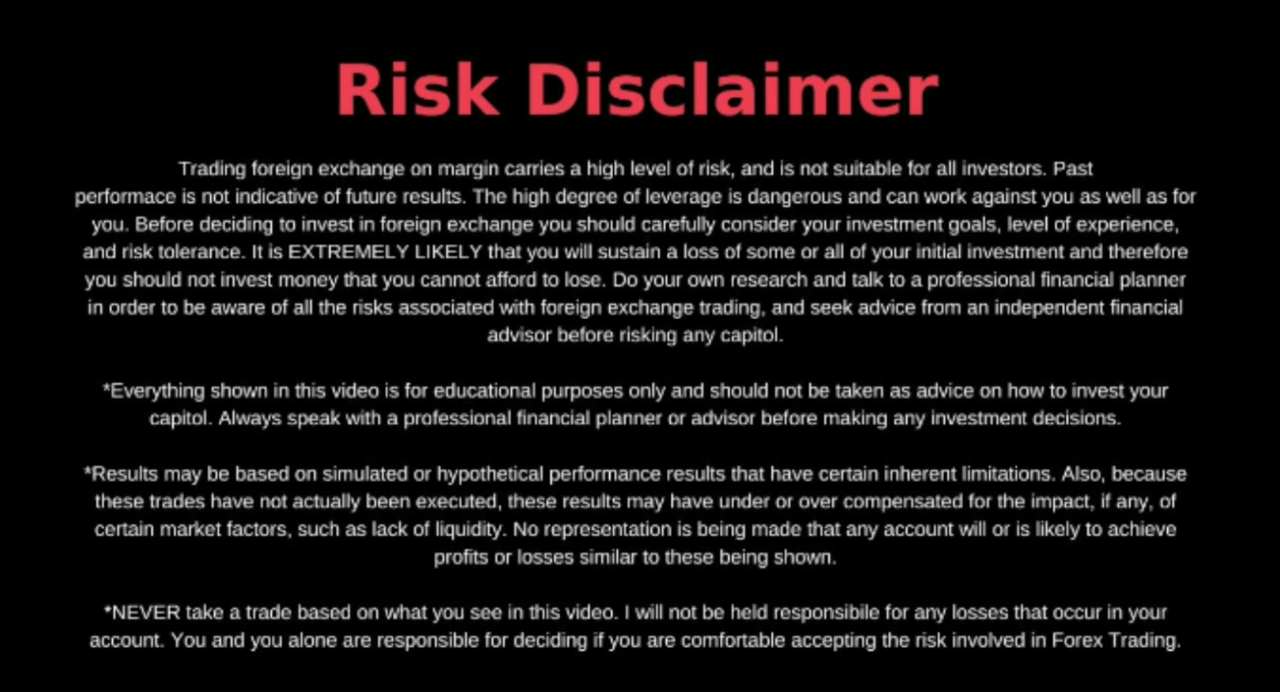 Risk Disclaimer
Trading foreign exchange on margin carries a high level of risk, and is not suitable for all investors. Past
performace is not indicative of future results. The high degree of leverage is dangerous and can work against you as well as for
you. Before deciding to invest in foreign exchange you should carefully consider your investment goals, level of experience,
and risk tolerance. It is EXTREMELY LIKELY that you will sustain a loss of some or all of your initial investment and therefore
you should not invest money that you cannot afford to lose. Do your own research and talk to a professional financial planner
in order to be aware of all the risks associated with foreign exchange trading, and seek advice from an independent financial
advisor before risking any capitol.
*Everything shown in this video is for educational purposes only and should not be taken as advice on how to invest your
capitol. Always speak with a professional financial planner or advisor before making any investment decisions.
*Results may be based on simulated or hypothetical performance results that have certain inherent limitations. Also, because
these trades have not actually been executed, these results may have under or over compensated for the impact, if any, of
certain market factors, such as lack of liquidity. No representation is being made that any account will or is likely to achieve
profits or losses similar to these being shown.
*NEVER take a trade based on what you see in this video. I will not be held responsibile for any losses that occur in your
account. You and you alone are responsible for deciding if you are comfortable accepting the risk involved in Forex Trading.